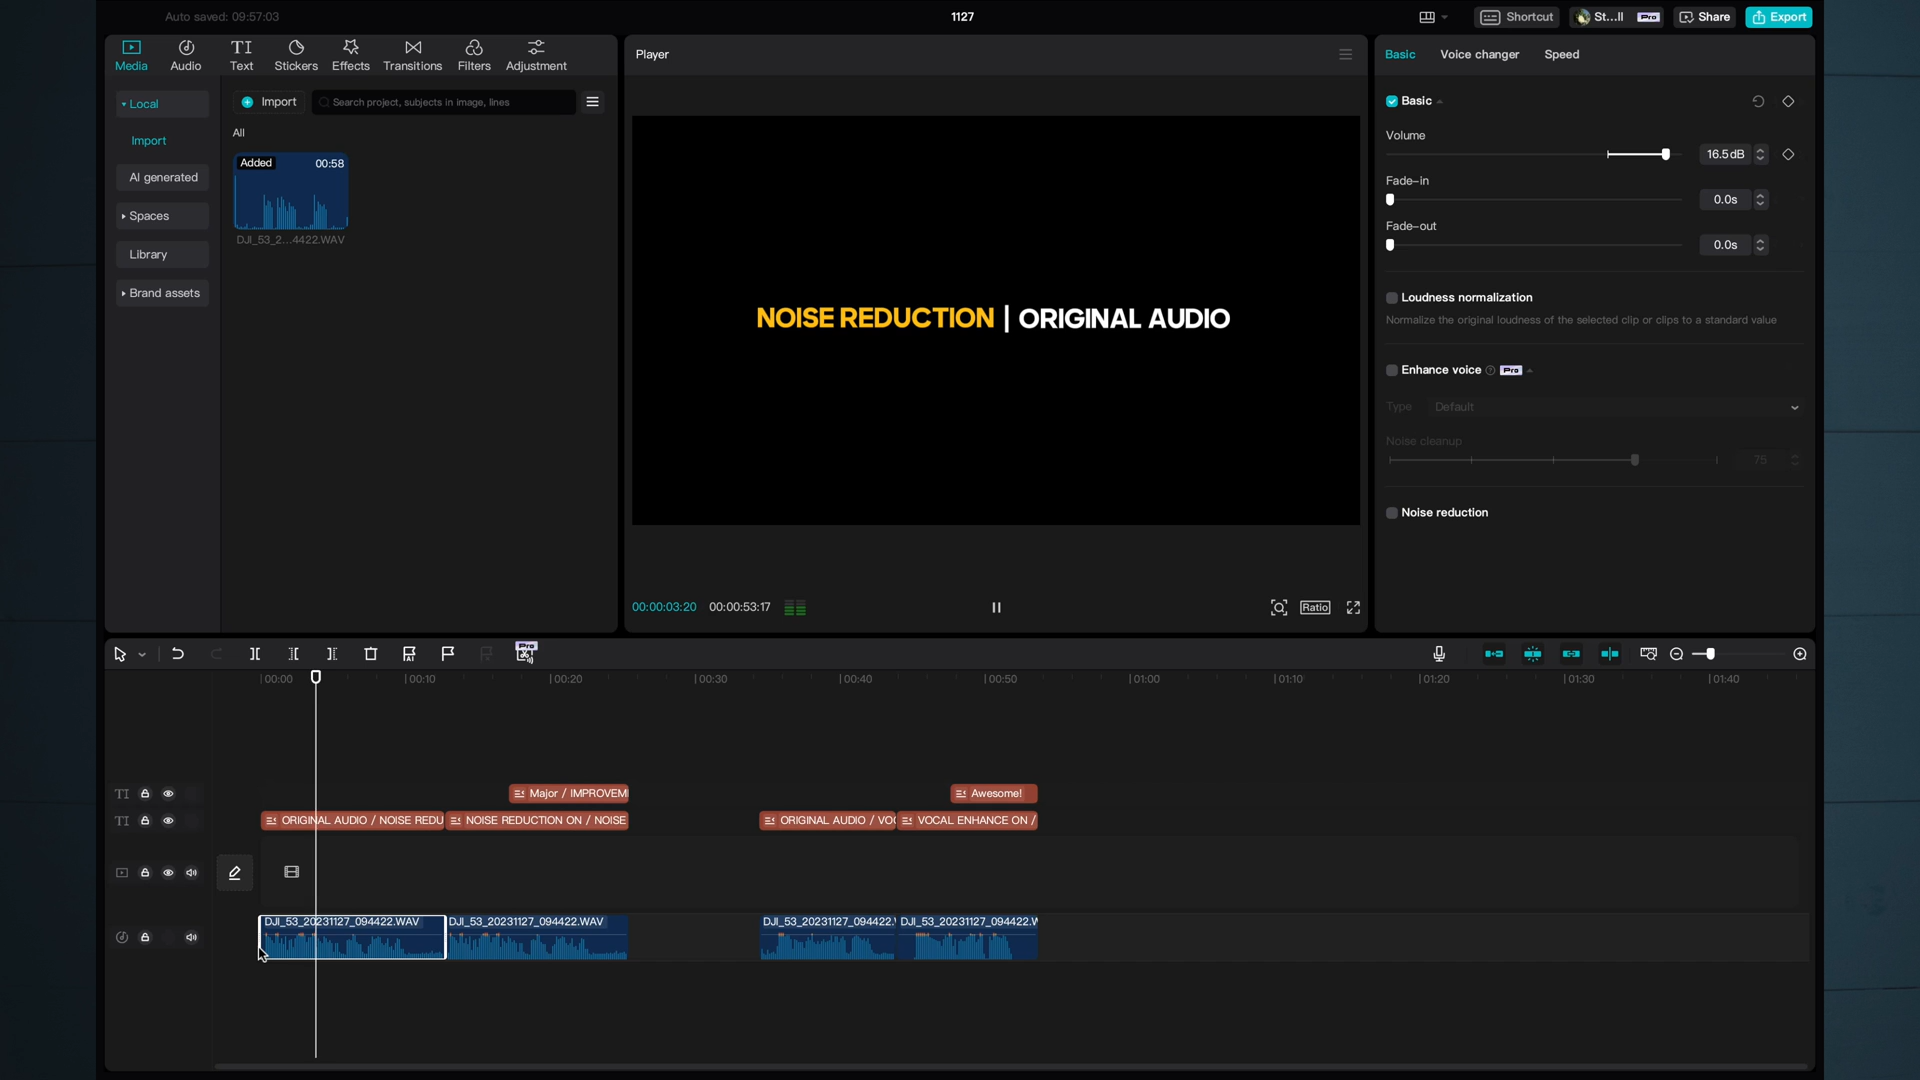 Auto saved: 09:57:03
1127
Shortcut
St...ll
Pro
Share
Export
Media
Audio
Text
Stickers
Effects
Transitions
Filters
Adjustment
Local
Import
AI generated
Spaces
Library
Brand assets
Import
Search project, subjects in image, lines
All
Added
00:58
DJI_53_2...4422.WAV
Player
NOISE REDUCTION | ORIGINAL AUDIO
00:00:03:20
00:00:53:17
Ratio
Basic
Voice changer
Speed
Basic
Volume
16.5dB
Fade-in
0.0s
Fade-out
0.0s
Loudness normalization
Normalize the original loudness of the selected clip or clips to a standard value
Enhance voice
Pro
Type
Default
Noise cleanup
75
Noise reduction
Pro
00:00
00:10
00:20
00:30
00:40
00:50
01:00
01:10
01:20
01:30
01:40
TI
Major / IMPROVEM
Awesome!
TI
ORIGINAL AUDIO / NOISE REDU
NOISE REDUCTION ON / NOISE
ORIGINAL AUDIO / VOC
VOCAL ENHANCE ON /
DJI_53_20231127_094422.WAV
DJI_53_20231127_094422.WAV
DJI_53_20231127_094422.\
DJI_53_20231127_094422.W